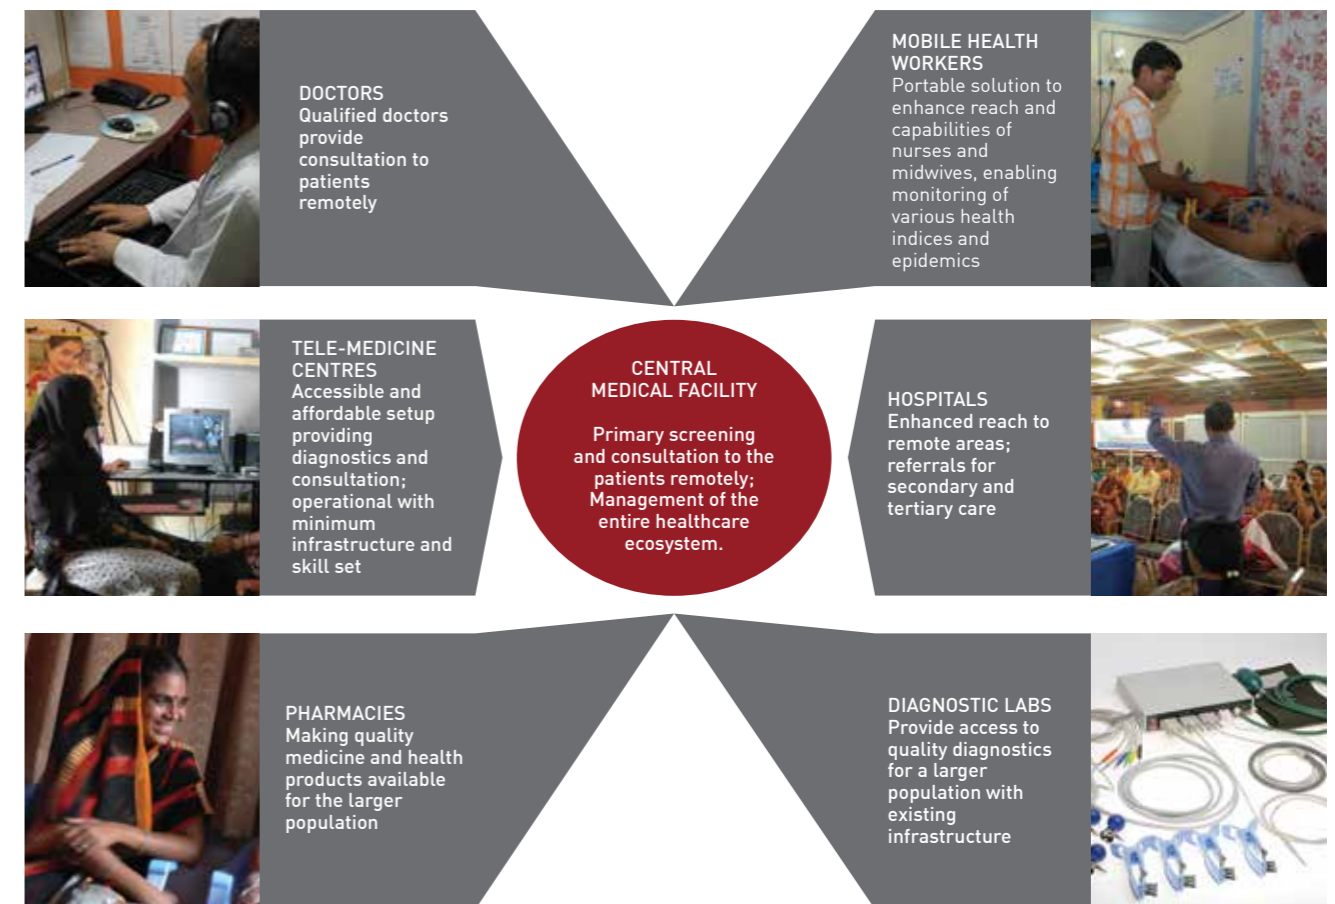 DOCTORS
Qualified doctors
provide
consultation to
patients
remotely
MOBILE HEALTH
WORKERS
Portable solution to
enhance reach and
capabilities of
nurses and
midwives, enabling
monitoring of
various health
indices and
epidemics
TELE-MEDICINE
CENTRES
Accessible and
affordable setup
providing
diagnostics and
consultation;
operational with
minimum
infrastructure and
skill set
CENTRAL
MEDICAL FACILITY
Primary screening
and consultation to the
patients remotely;
Management of the
entire healthcare
ecosystem.
HOSPITALS
Enhanced reach to
remote areas;
referrals for
secondary and
tertiary care
PHARMACIES
Making quality
medicine and health
products available
for the larger
population
DIAGNOSTIC LABS
Provide access to
quality diagnostics
for a larger
population with
existing
infrastructure